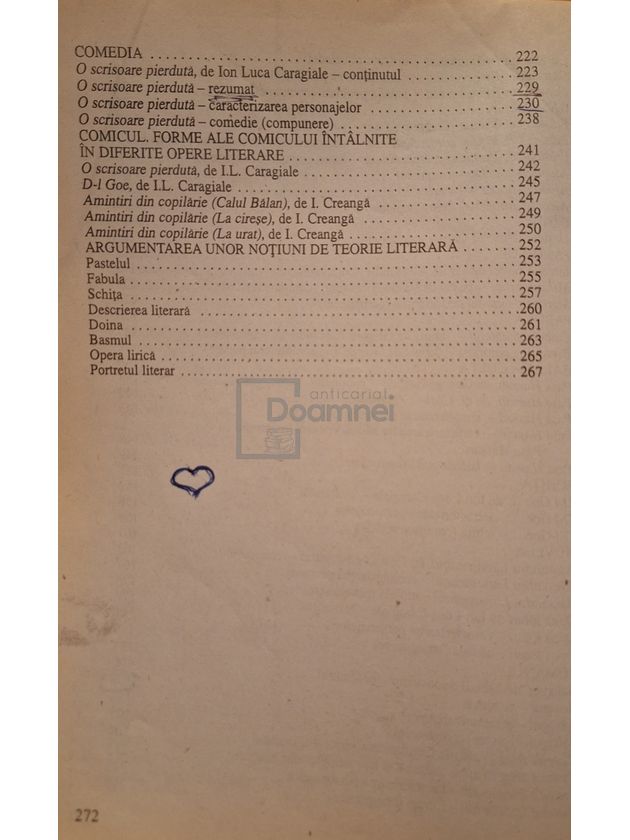 COMEDIA ........................................ 222
O scrisoare pierdută, de Ion Luca Caragiale – conţinutul ........................................ 223
O scrisoare pierdută – rezumat ........................................ 229
O scrisoare pierdută – caracterizarea personajelor ........................................ 230
O scrisoare pierdută – comedie (compunere) ........................................ 238
COMICUL. FORME ALE COMICULUI ÎNTÂLNITE
ÎN DIFERITE OPERE LITERARE ........................................ 241
O scrisoare pierdută, de I.L. Caragiale ........................................ 242
D-l Goe, de I.L. Caragiale ........................................ 245
Amintiri din copilărie (Calul Bălan), de I. Creangă ........................................ 247
Amintiri din copilărie (La cireşe), de I. Creangă ........................................ 249
Amintiri din copilărie (La urat), de I. Creangă ........................................ 250
ARGUMENTAREA UNOR NOŢIUNI DE TEORIE LITERARĂ ........................................ 252
Pastelul ........................................ 253
Fabula ........................................ 255
Schiţa ........................................ 257
Descrierea literară ........................................ 260
Doina ........................................ 261
Basmul ........................................ 263
Opera lirică ........................................ 265
Portretul literar ........................................ 267
anticariat
Doamnei
272